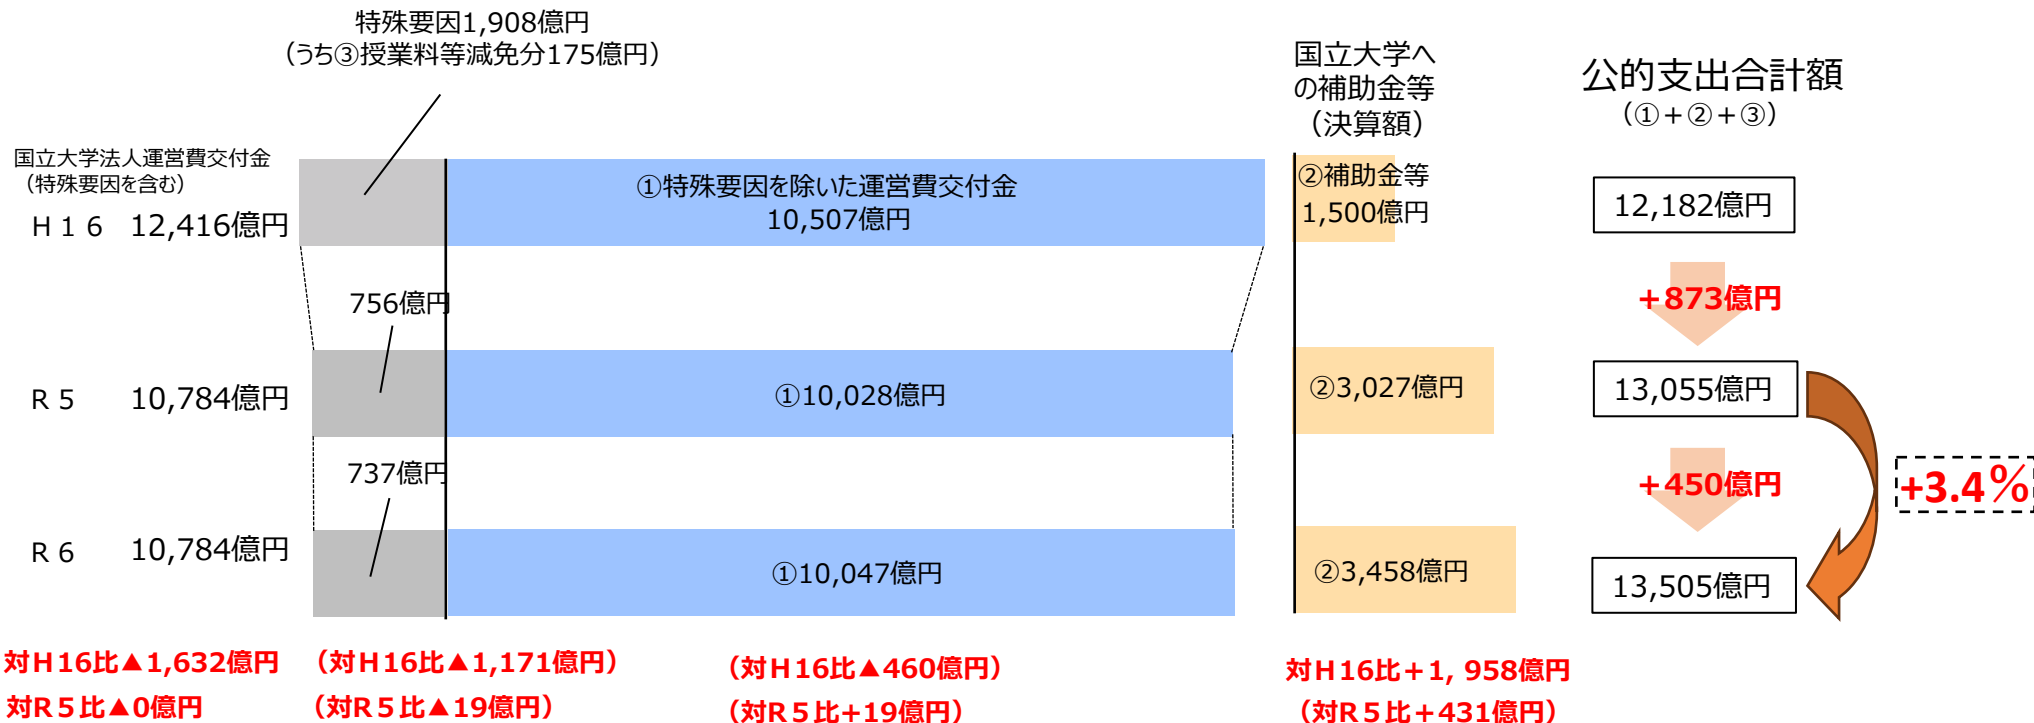 特殊要因1,908億円
（うち③授業料等減免分175億円）
国立大学へ
の補助金等
（決算額）
公的支出合計額
（①＋②＋③）
国立大学法人運営費交付金
（特殊要因を含む）
Ｈ１６ 12,416億円
①特殊要因を除いた運営費交付金
10,507億円
②補助金等
1,500億円
12,182億円
756億円
＋873億円
Ｒ５ 10,784億円
①10,028億円
②3,027億円
13,055億円
737億円
＋450億円
+3.4％
Ｒ６ 10,784億円
①10,047億円
②3,458億円
13,505億円
対Ｈ16比▲1,632億円
（対Ｈ16比▲1,171億円）
（対Ｈ16比▲460億円）
対Ｈ16比＋1, 958億円
対Ｒ５比▲0億円
（対Ｒ５比▲19億円）
（対Ｒ５比+19億円）
（対Ｒ５比＋431億円）